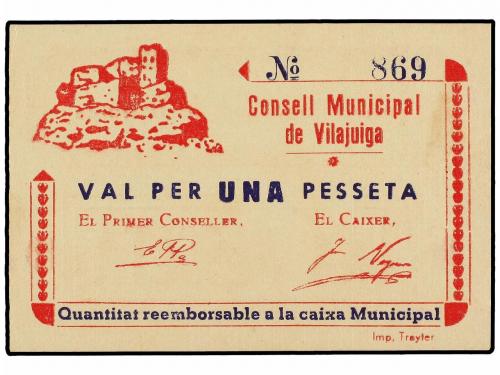 Nº 869
Consell Municipal
de Vilajuiga
VAL PER UNA PESSETA
EL PRIMER CONSELLER, EL CAIXER,
Quantitat reemborsable a la caixa Municipal
Imp. Trayter